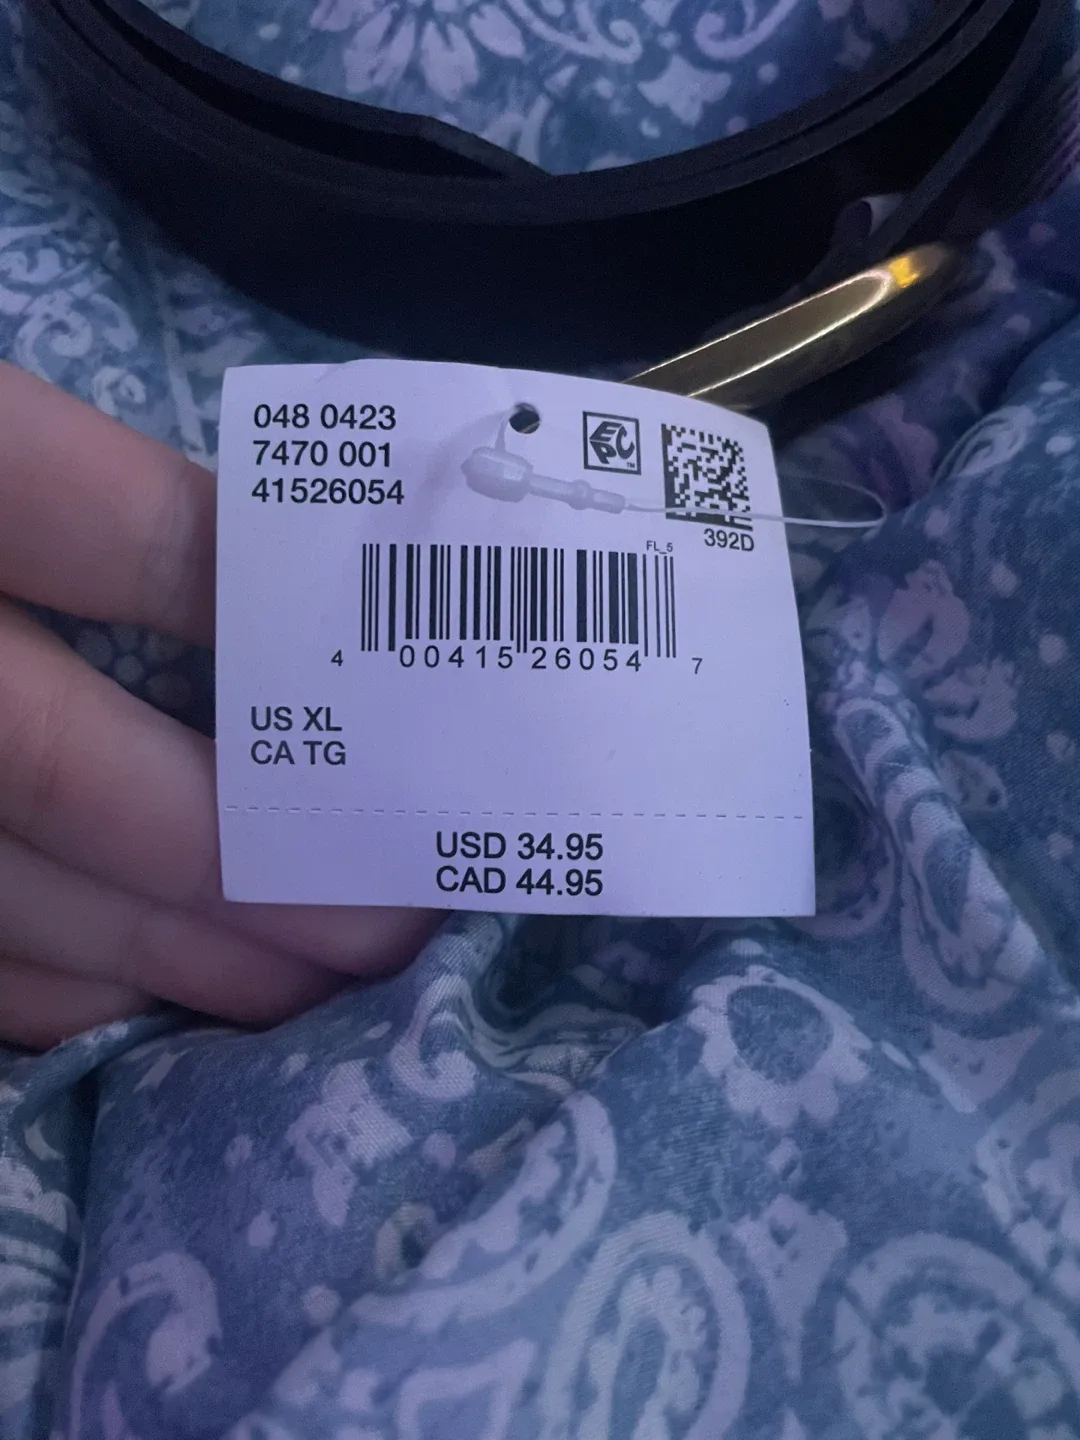 048 0423
7470 001
41526054
EPC
TM
392D
FL_5
4 00415 26054 7
US XL
CA TG
USD 34.95
CAD 44.95